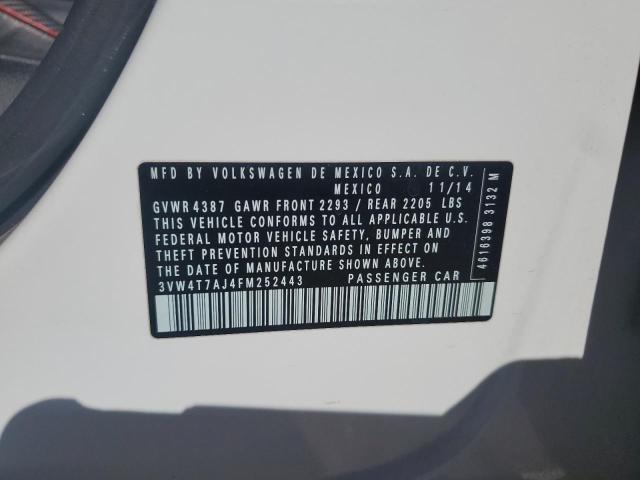 MFD BY VOLKSWAGEN DE MEXICO S.A. DE C.V.
MEXICO 11/14
GVWR 4387 GAWR FRONT 2293 / REAR 2205 LBS
THIS VEHICLE CONFORMS TO ALL APPLICABLE U.S.
FEDERAL MOTOR VEHICLE SAFETY, BUMPER AND
THEFT PREVENTION STANDARDS IN EFFECT ON
THE DATE OF MANUFACTURE SHOWN ABOVE.
3VW4T7AJ4FM252443 PASSENGER CAR
4616398 3132 M